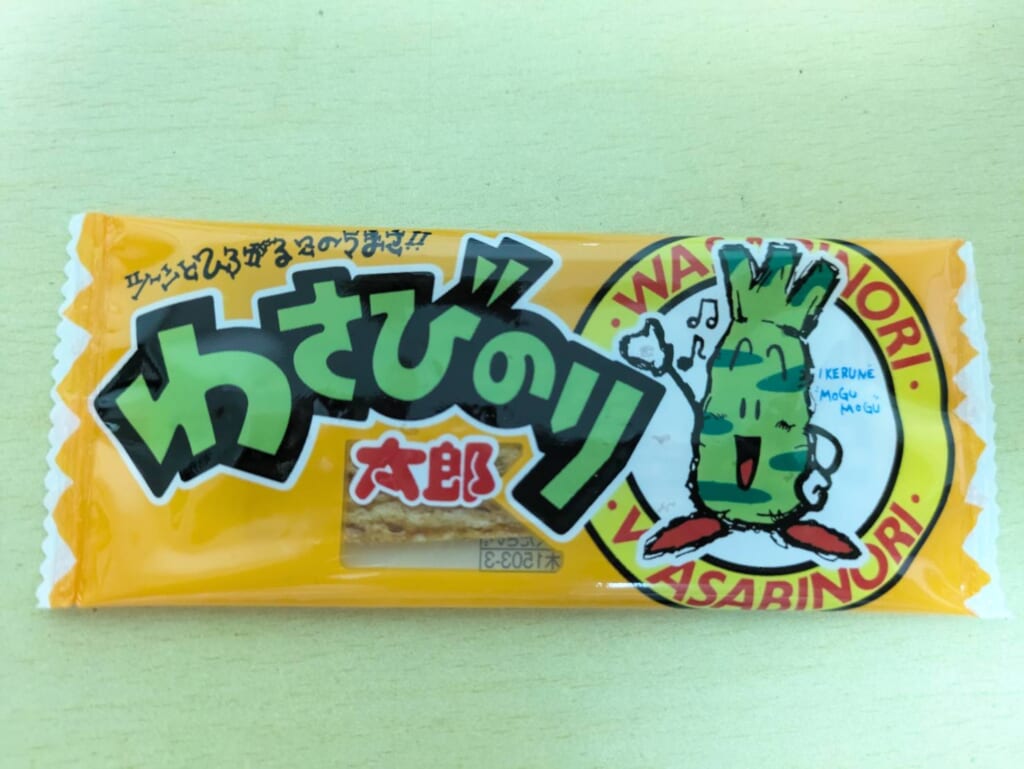 ツーンとひろがるこのうまさ!!
わさびのり
太郎
WASABINORI
IKERUNE
"MOGU
MOGU"
WASABINORI
木1503-3